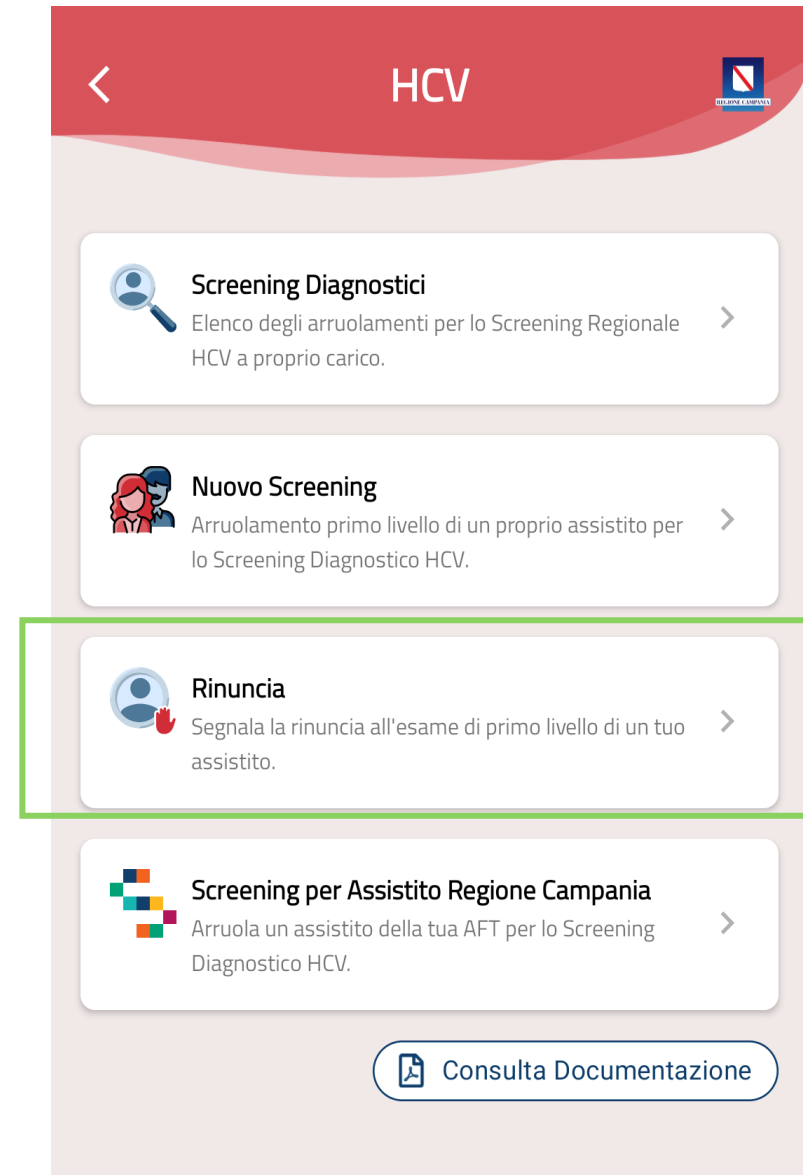 HCV
REGIONE CAMPANIA
Screening Diagnostici
Elenco degli arruolamenti per lo Screening Regionale
HCV a proprio carico.
Nuovo Screening
Arruolamento primo livello di un proprio assistito per
lo Screening Diagnostico HCV.
Rinuncia
Segnala la rinuncia all'esame di primo livello di un tuo
assistito.
Screening per Assistito Regione Campania
Arruola un assistito della tua AFT per lo Screening
Diagnostico HCV.
Consulta Documentazione